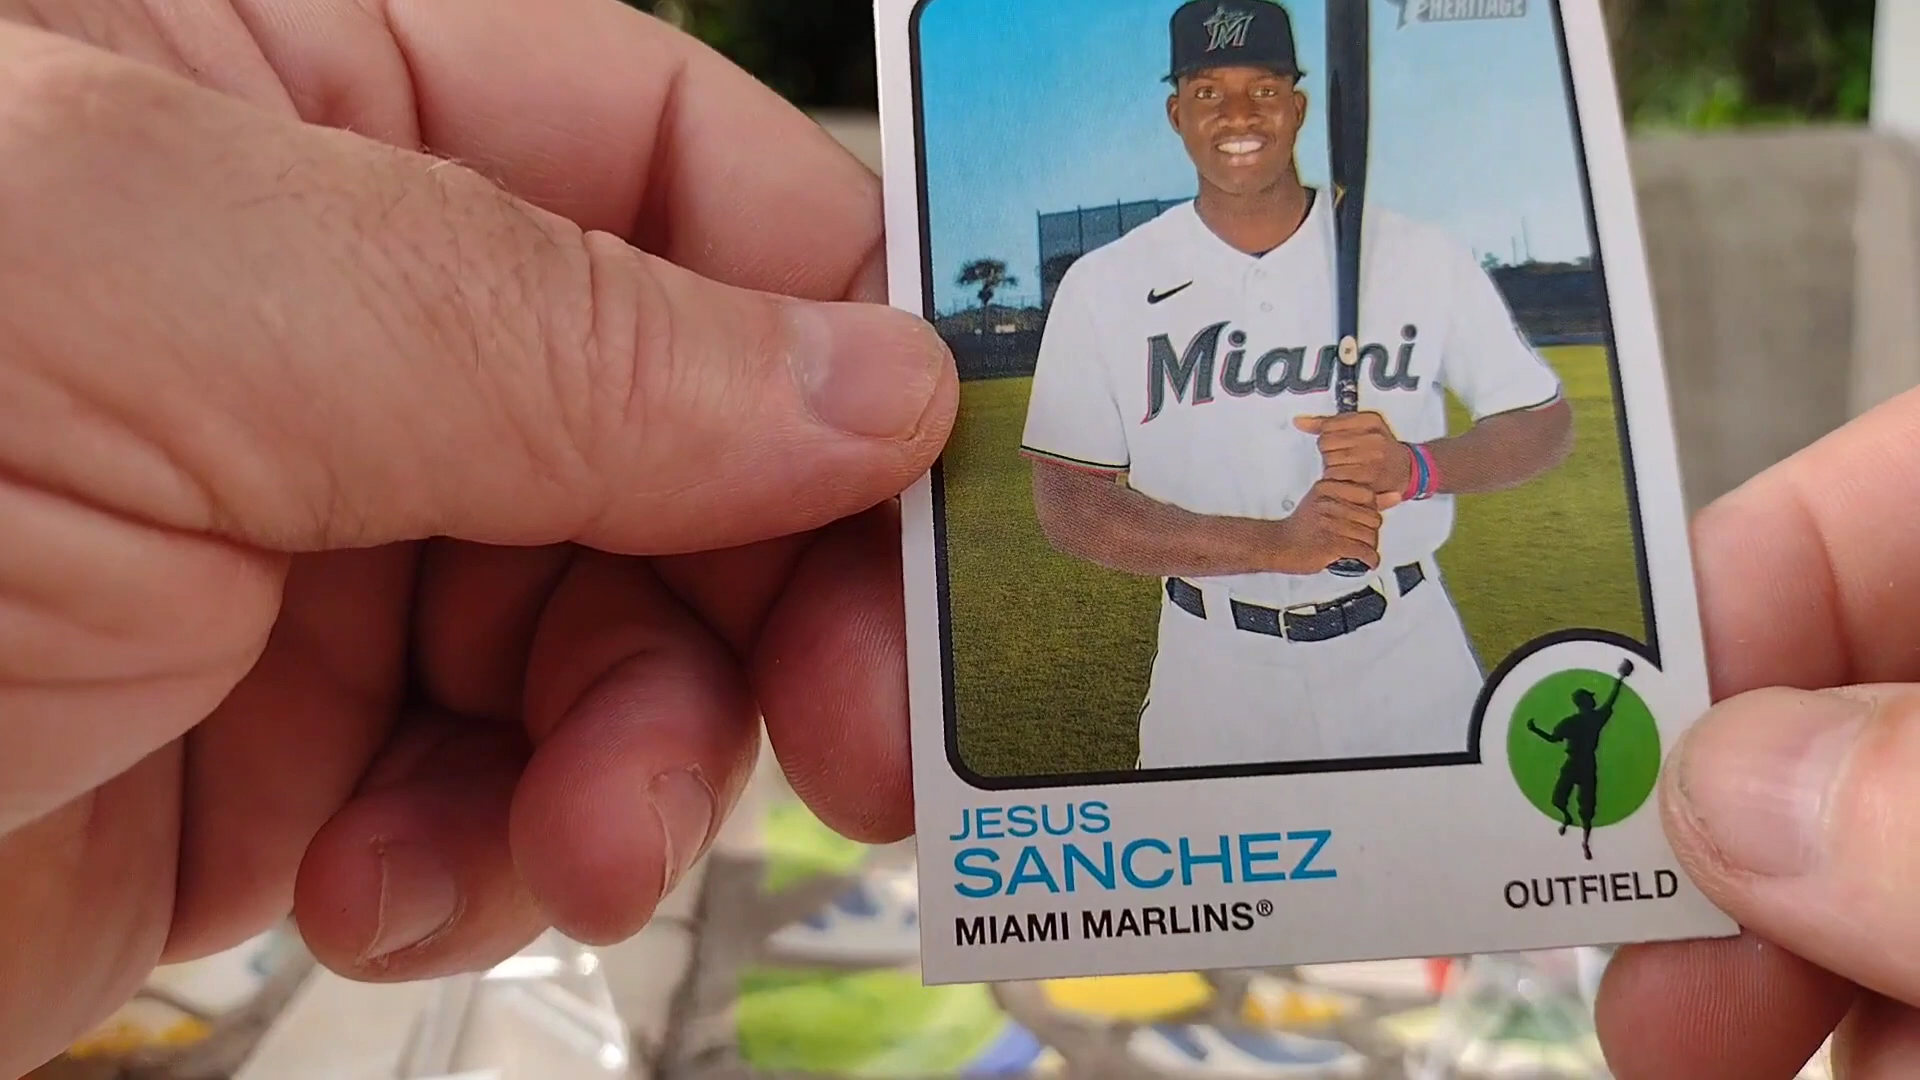 HERITAGE
M
Miami
JESUS
SANCHEZ
MIAMI MARLINS®
OUTFIELD